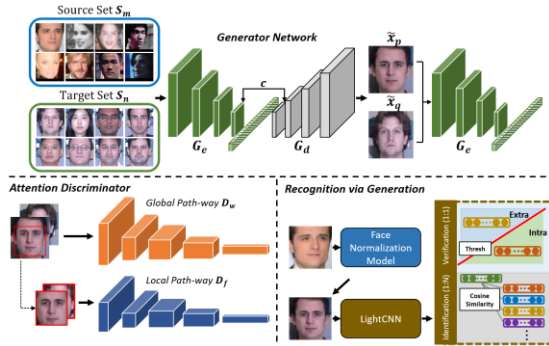 Source Set S_m
Generator Network
Target Set S_n
c
G_e
G_d
x̃_p
x̃_q
G_e
Attention Discriminator
Global Path-way D_w
Local Path-way D_f
Recognition via Generation
Face
Normalization
Model
LightCNN
Verification (1:1)
Extra
Intra
Thresh
Identification (1:N)
Cosine
Similarity